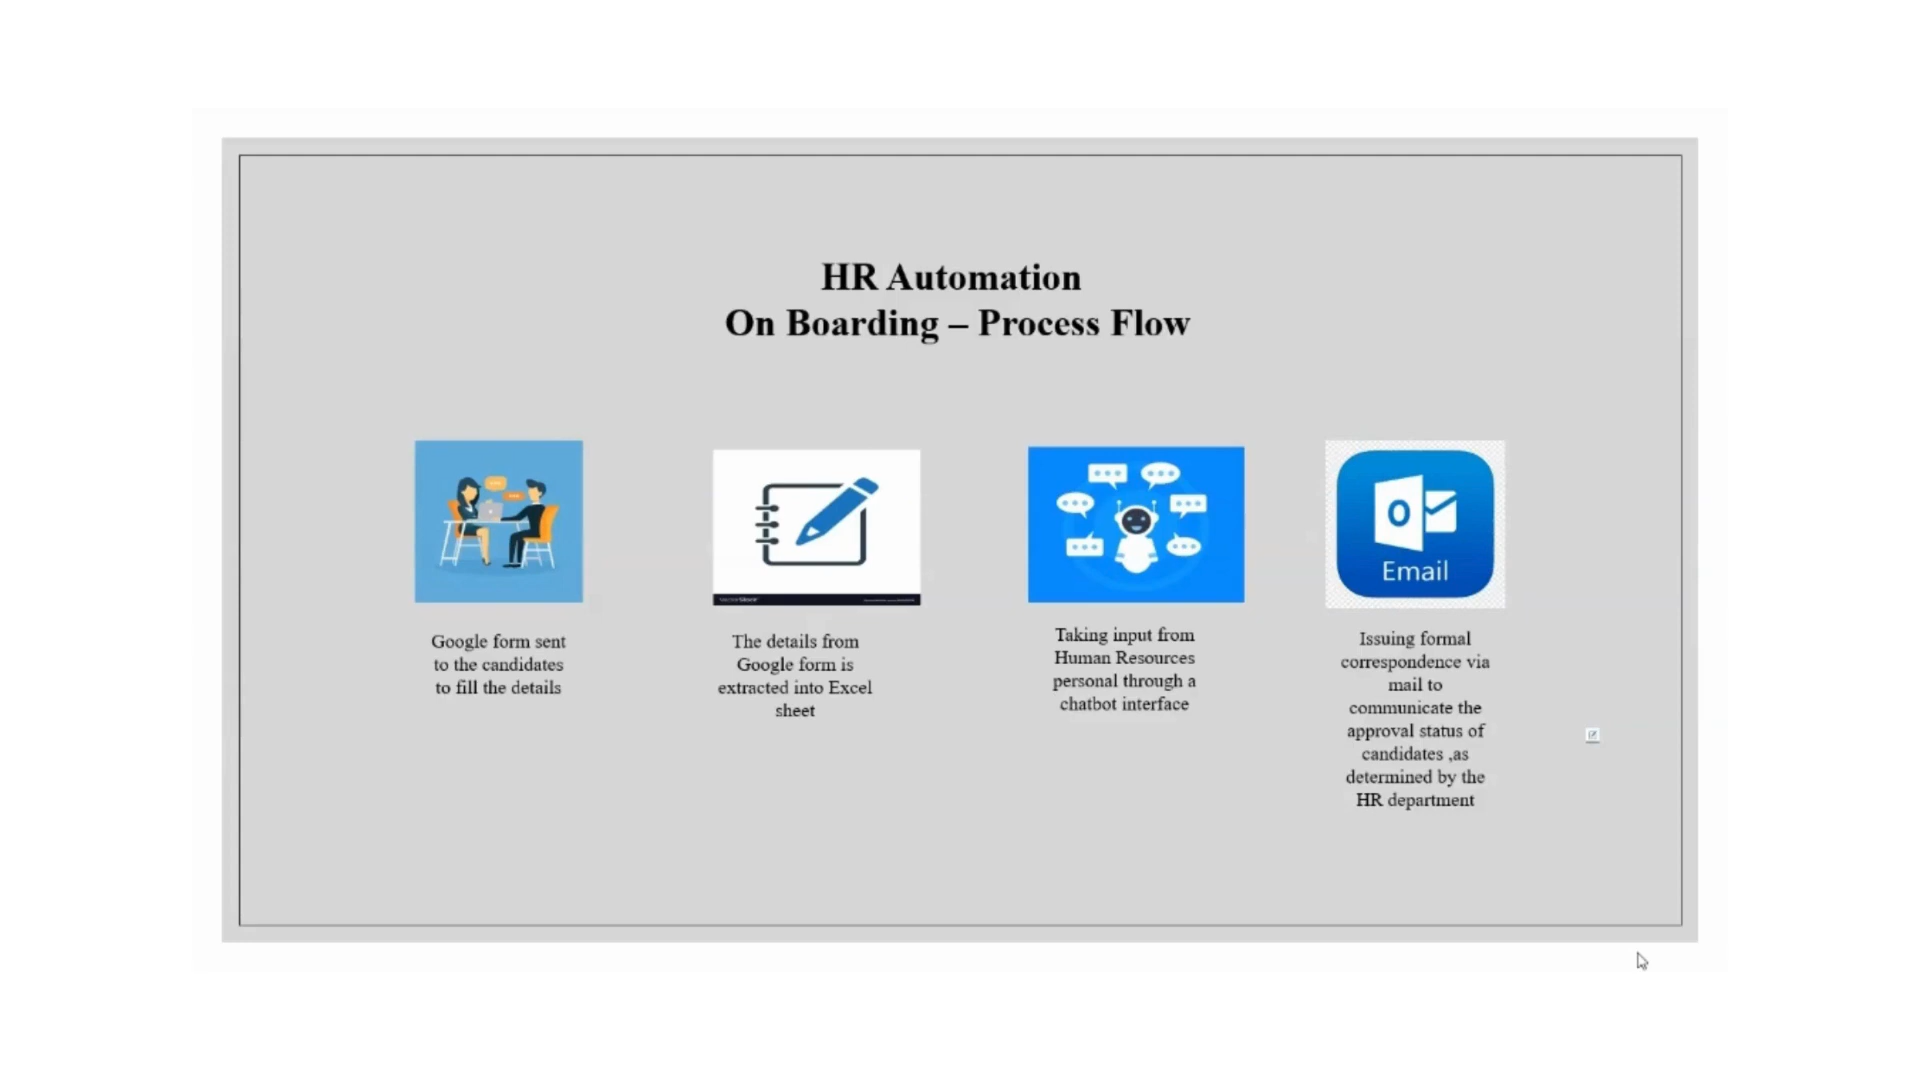 HR Automation
On Boarding – Process Flow
Email
Google form sent
to the candidates
to fill the details
The details from
Google form is
extracted into Excel
sheet
Taking input from
Human Resources
personal through a
chatbot interface
Issuing formal
correspondence via
mail to
communicate the
approval status of
candidates ,as
determined by the
HR department